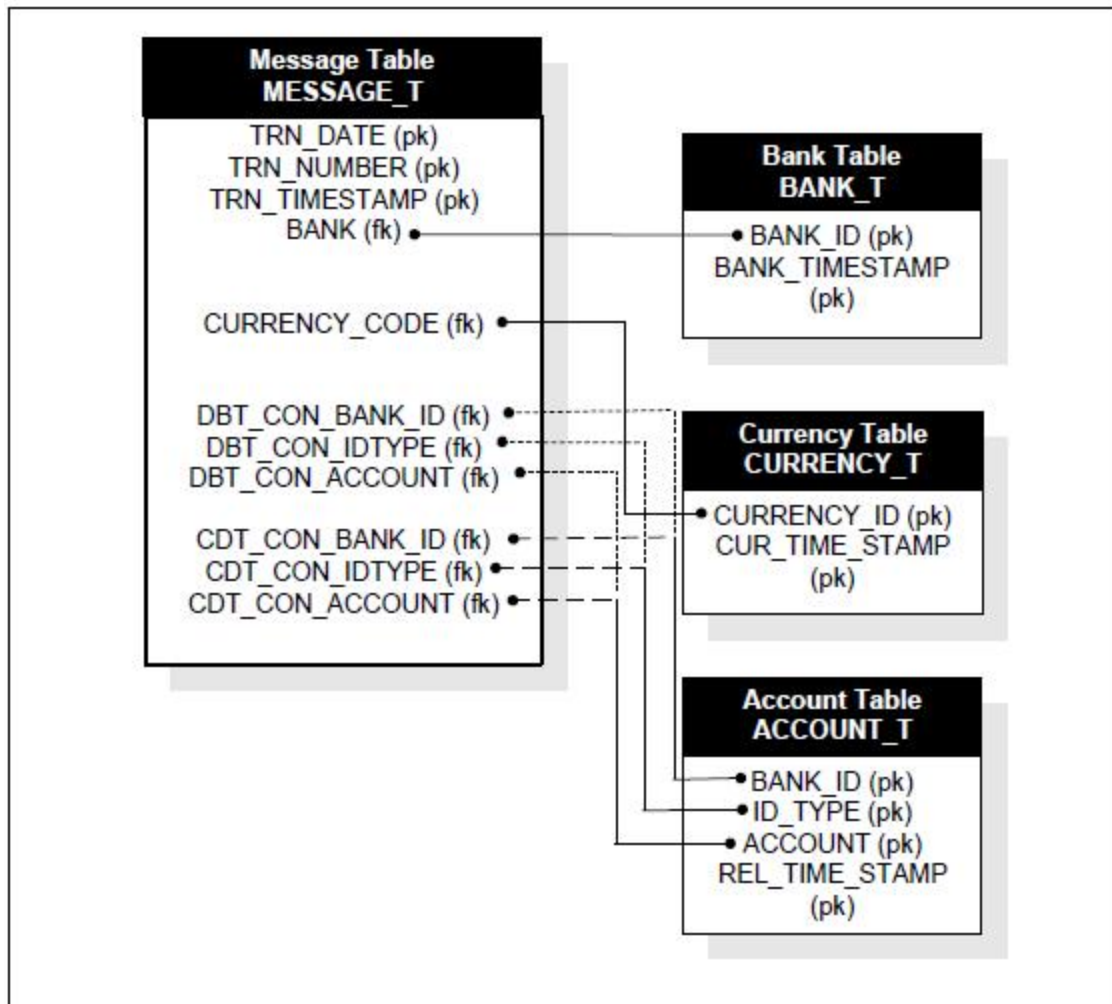 Message Table
MESSAGE_T
TRN_DATE (pk)
TRN_NUMBER (pk)
TRN_TIMESTAMP (pk)
BANK (fk)
CURRENCY_CODE (fk)
DBT_CON_BANK_ID (fk)
DBT_CON_IDTYPE (fk)
DBT_CON_ACCOUNT (fk)
CDT_CON_BANK_ID (fk)
CDT_CON_IDTYPE (fk)
CDT_CON_ACCOUNT (fk)
Bank Table
BANK_T
BANK_ID (pk)
BANK_TIMESTAMP
(pk)
Currency Table
CURRENCY_T
CURRENCY_ID (pk)
CUR_TIME_STAMP
(pk)
Account Table
ACCOUNT_T
BANK_ID (pk)
ID_TYPE (pk)
ACCOUNT (pk)
REL_TIME_STAMP
(pk)